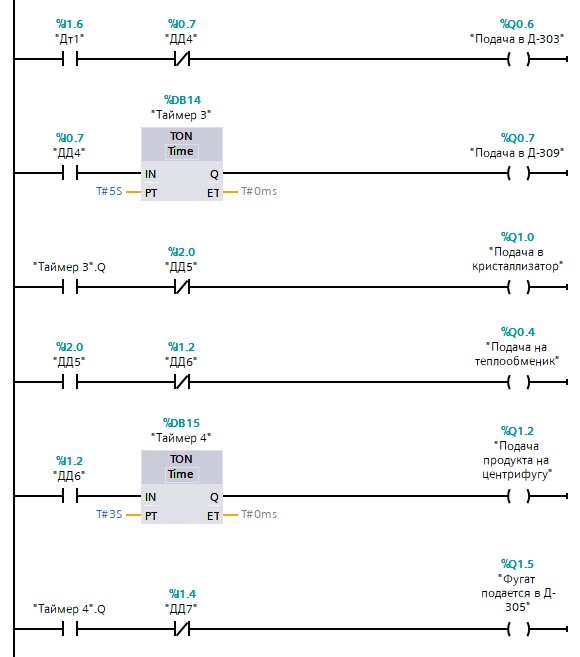 %I1.6 %I0.7 %Q0.6
"Дт1" "ДД4" "Подача в Д-303"
%DB14
"Таймер 3"
%I0.7 TON %Q0.7
"ДД4" Time "Подача в Д-309"
IN Q
T#5S PT ET T#0ms
%I2.0 %Q1.0
"Подача в
"Таймер 3".Q "ДД5" кристаллизатор"
%Q0.4
%I2.0 %I1.2 "Подача на
"ДД5" "ДД6" теплообменик"
%DB15
"Таймер 4" %Q1.2
"Подача
%I1.2 TON продукта на
"ДД6" Time центрифугу"
IN Q
T#3S PT ET T#0ms
%Q1.5
"Фугат
%I1.4 подается в Д-
"Таймер 4".Q "ДД7" 305"